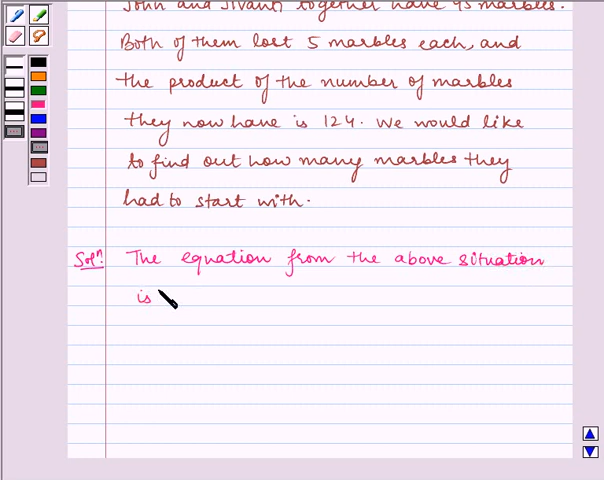 John and Jivanti together have 45 marbles.
Both of them lost 5 marbles each, and
the product of the number of marbles
they now have is 124. We would like
to find out how many marbles they
had to start with.
Solⁿ: The equation from the above situation
is